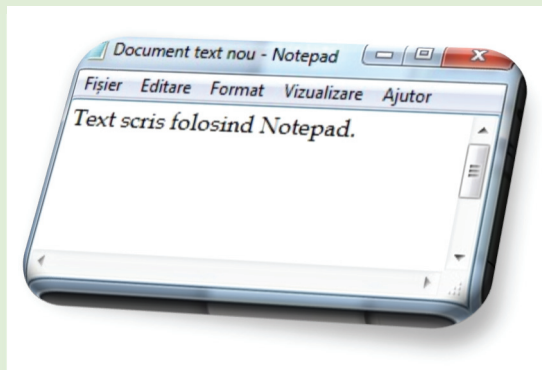 Document text nou - Notepad
Fișier Editare Format Vizualizare Ajutor
Text scris folosind Notepad.